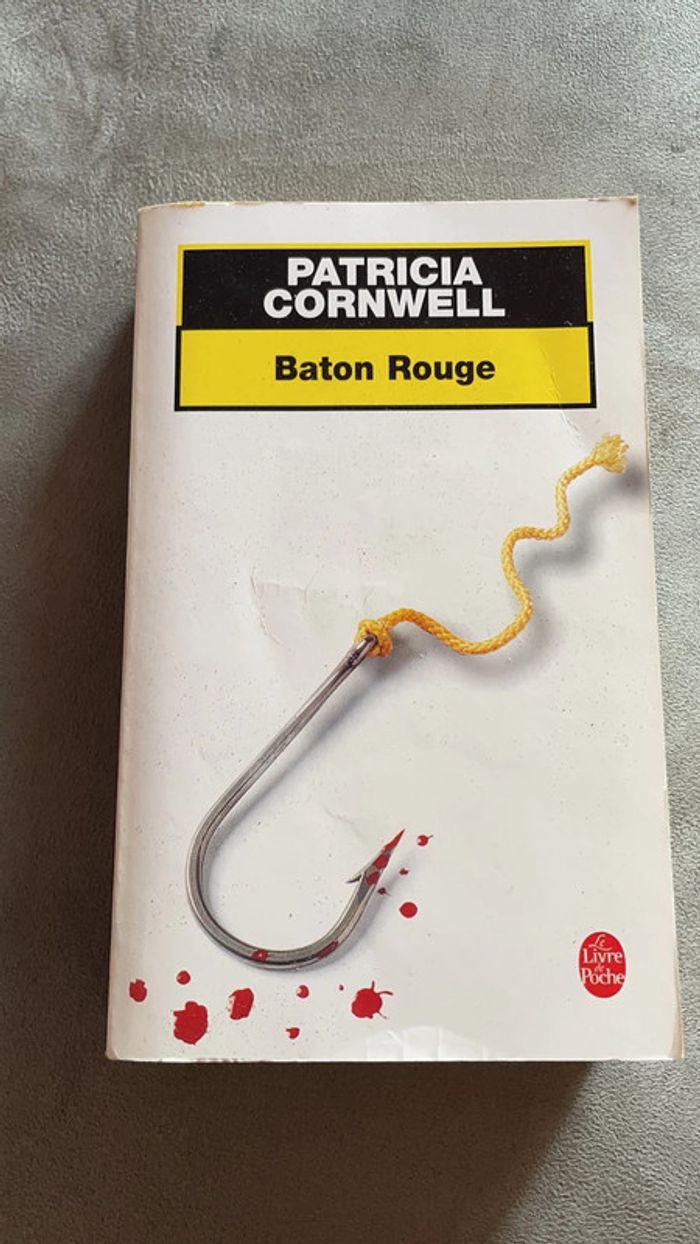 PATRICIA
CORNWELL
Baton Rouge
Le
Livre
de
Poche